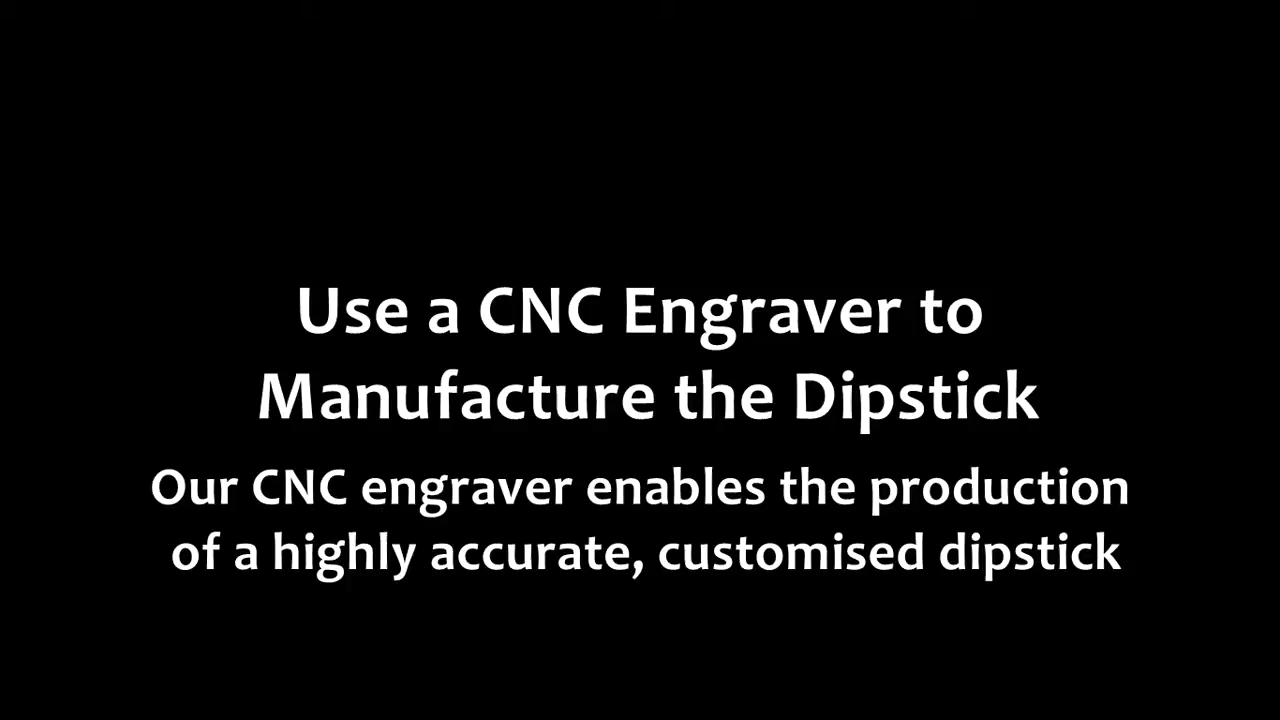 Use a CNC Engraver to
Manufacture the Dipstick
Our CNC engraver enables the production
of a highly accurate, customised dipstick